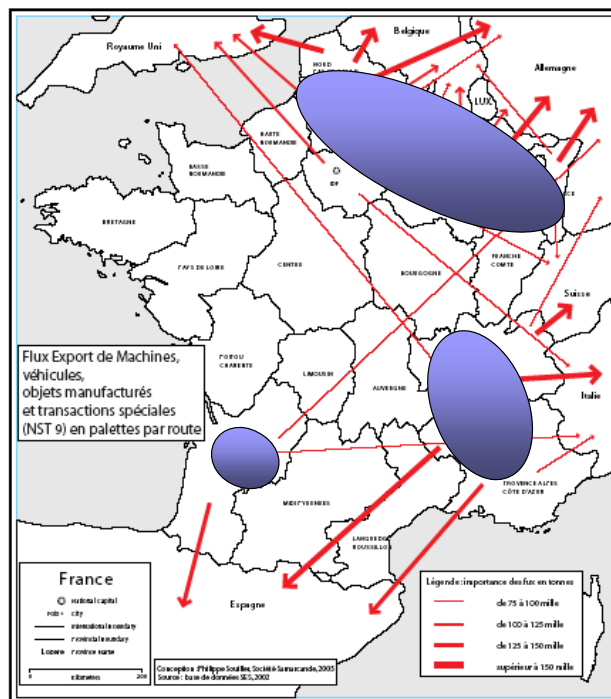 Royaume Uni
Belgique
Allemagne
NORD
LUX
HAUTE
NORMANDIE
BASSE
NORMANDIE
IDF
BRETAGNE
PAYS DE LOIRE
CENTRE
BOURGOGNE
FRANCHE
COMTE
Suisse
Flux Export de Machines,
véhicules,
objets manufacturés
et transactions spéciales
(NST 9) en palettes par route
POITOU
CHARENTE
LIMOUSIN
AUVERGNE
Italie
MIDI PYRENEES
PROVENCE ALPES
CÔTE D'AZUR
LANGUEDOC
ROUSSILLON
Espagne
France
national capital
city
international boundary
Provincial boundary
Province Name
0
kilometers
200
Conception : Philippe Souiller, Société Samarcande, 2005
Source : base de données SES, 2002
Légende : importance des fux en tonnes
de 75 à 100 mille
de 100 à 125 mille
de 125 à 150 mille
supérieur à 150 mille